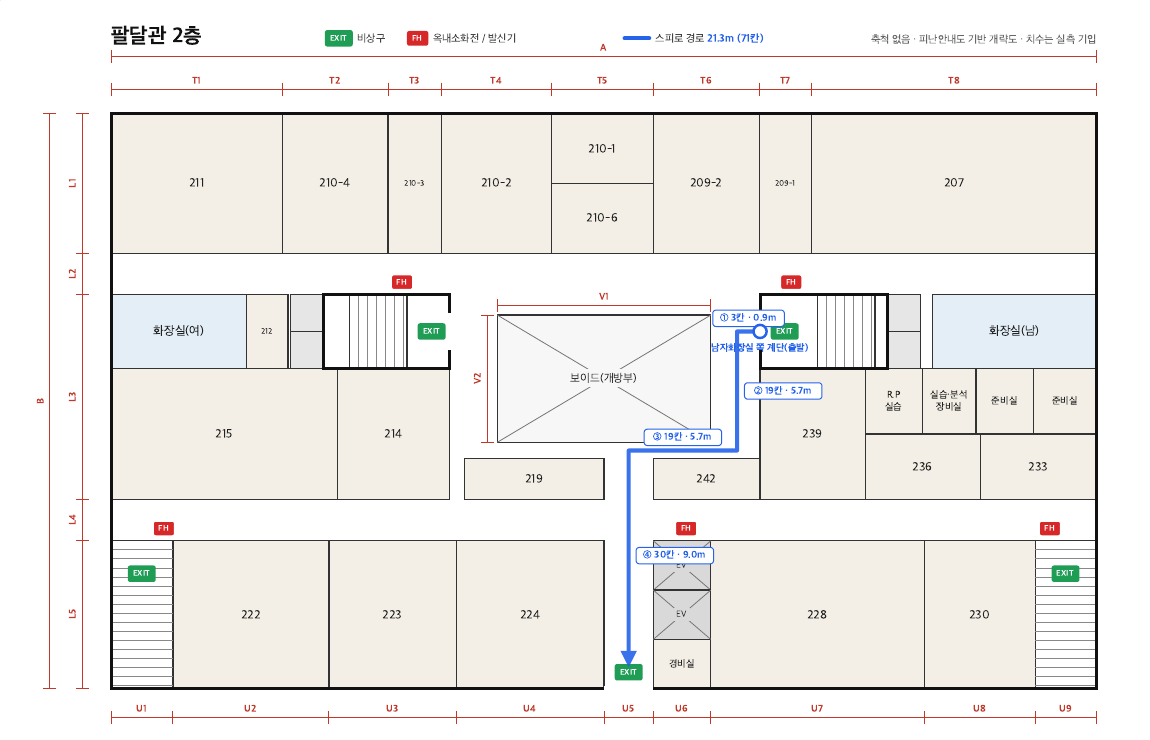 팔달관 2층
EXIT 비상구
FH 옥내소화전 / 발신기
스피로 경로 21.3m (71칸)
축척 없음 · 피난안내도 기반 개략도 · 치수는 실측 기입
A
T1 T2 T3 T4 T5 T6 T7 T8
L1
L2
L3
L4
L5
B
211
210-4
210-3
210-2
210-1
210-6
209-2
209-1
207
FH
FH
화장실(여)
212
EXIT
V1
V2
보이드(개방부)
① 3칸 · 0.9m
EXIT
남자화장실 쪽 계단(출발)
화장실(남)
② 19칸 · 5.7m
③ 19칸 · 5.7m
215
214
219
242
239
R.P
실습
실습·분석
장비실
준비실
준비실
236
233
FH
FH
FH
EXIT
222
223
224
④ 30칸 · 9.0m
EV
EV
경비실
EXIT
228
230
EXIT
U1 U2 U3 U4 U5 U6 U7 U8 U9